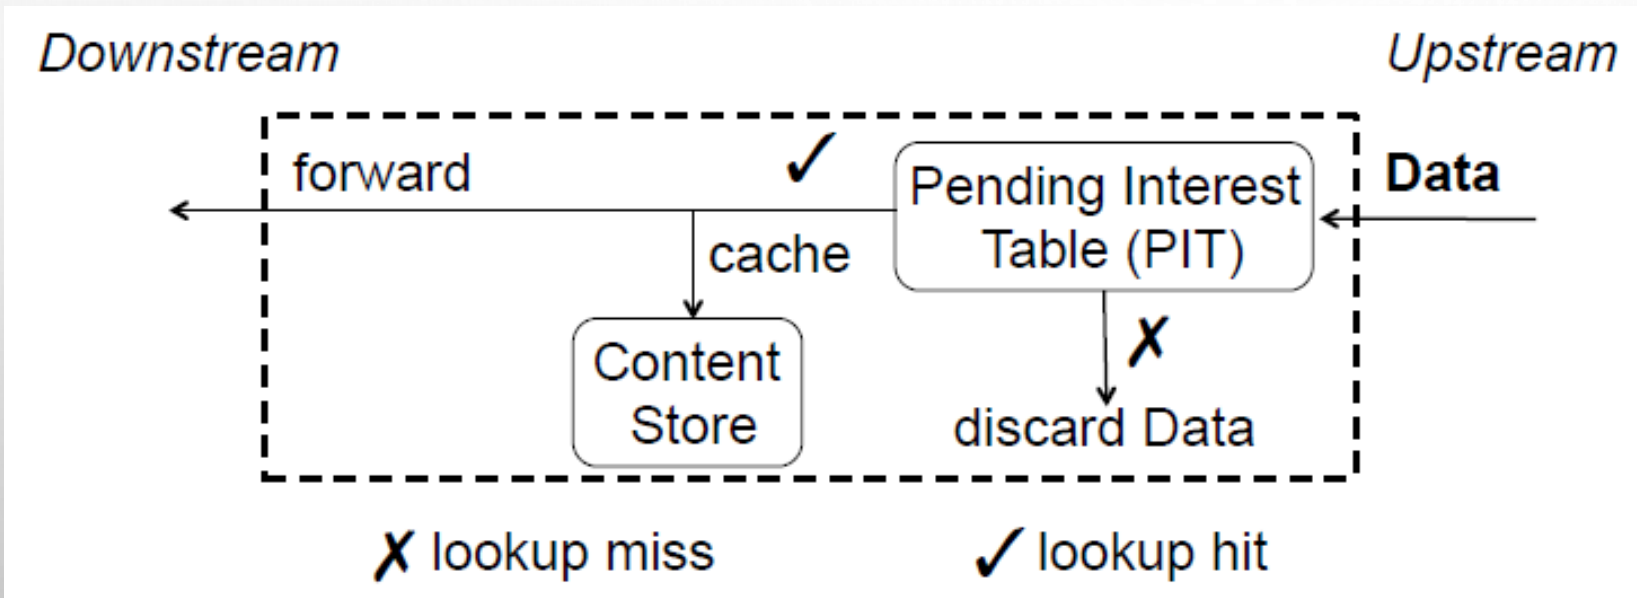 Downstream
Upstream
forward
✓
Pending Interest
Table (PIT)
Data
cache
Content
Store
✗
discard Data
✗ lookup miss
✓ lookup hit